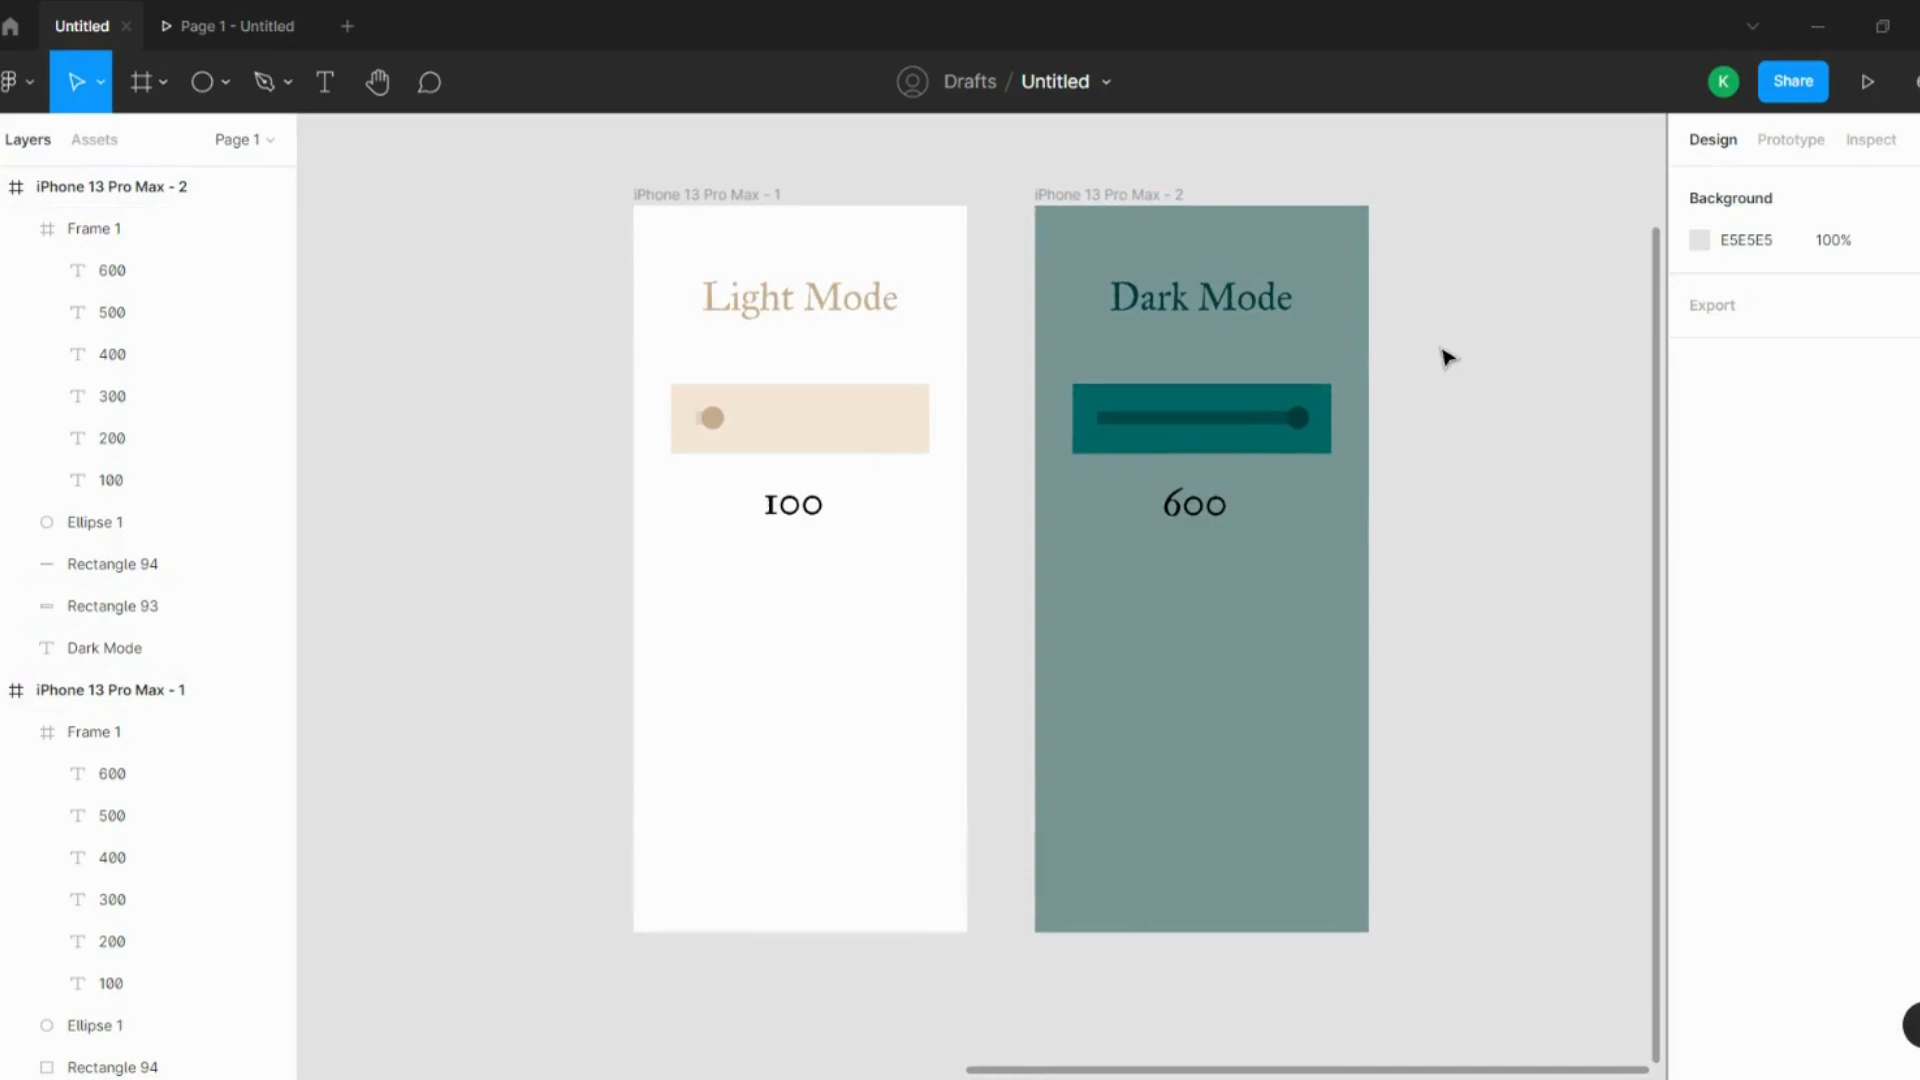 Untitled
Page 1 - Untitled
Drafts / Untitled
K
Share
Layers
Assets
Page 1
Design
Prototype
Inspect
iPhone 13 Pro Max - 2
Frame 1
600
500
400
300
200
100
Ellipse 1
Rectangle 94
Rectangle 93
Dark Mode
iPhone 13 Pro Max - 1
Frame 1
600
500
400
300
200
100
Ellipse 1
Rectangle 94
iPhone 13 Pro Max - 1
Light Mode
100
iPhone 13 Pro Max - 2
Dark Mode
600
Background
E5E5E5 100%
Export